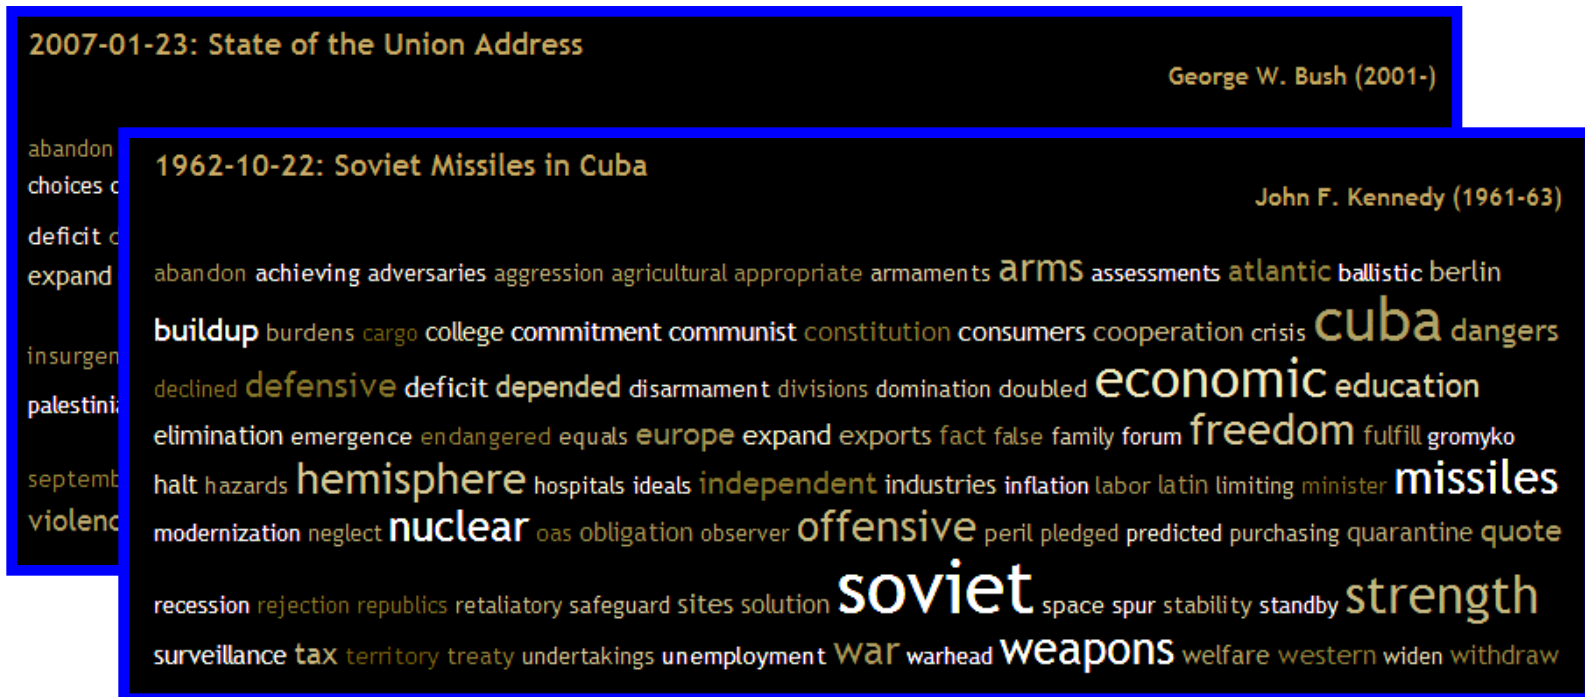 2007-01-23: State of the Union Address
George W. Bush (2001-)
abandon
choices
deficit
expand
palestinia
septemb
1962-10-22: Soviet Missiles in Cuba
John F. Kennedy (1961-63)
abandon achieving adversaries aggression agricultural appropriate armaments arms assessments atlantic ballistic berlin
buildup burdens cargo college commitment communist constitution consumers cooperation crisis cuba dangers
declined defensive deficit depended disarmament divisions domination doubled economic education
elimination emergence endangered equals europe expand exports fact false family forum freedom fulfill gromyko
halt hazards hemisphere hospitals ideals independent industries inflation labor latin limiting minister missiles
modernization neglect nuclear oas obligation observer offensive peril pledged predicted purchasing quarantine quote
recession rejection republics retaliatory safeguard sites solution soviet space spur stability standby strength
surveillance tax territory treaty undertakings unemployment war warhead weapons welfare western widen withdraw